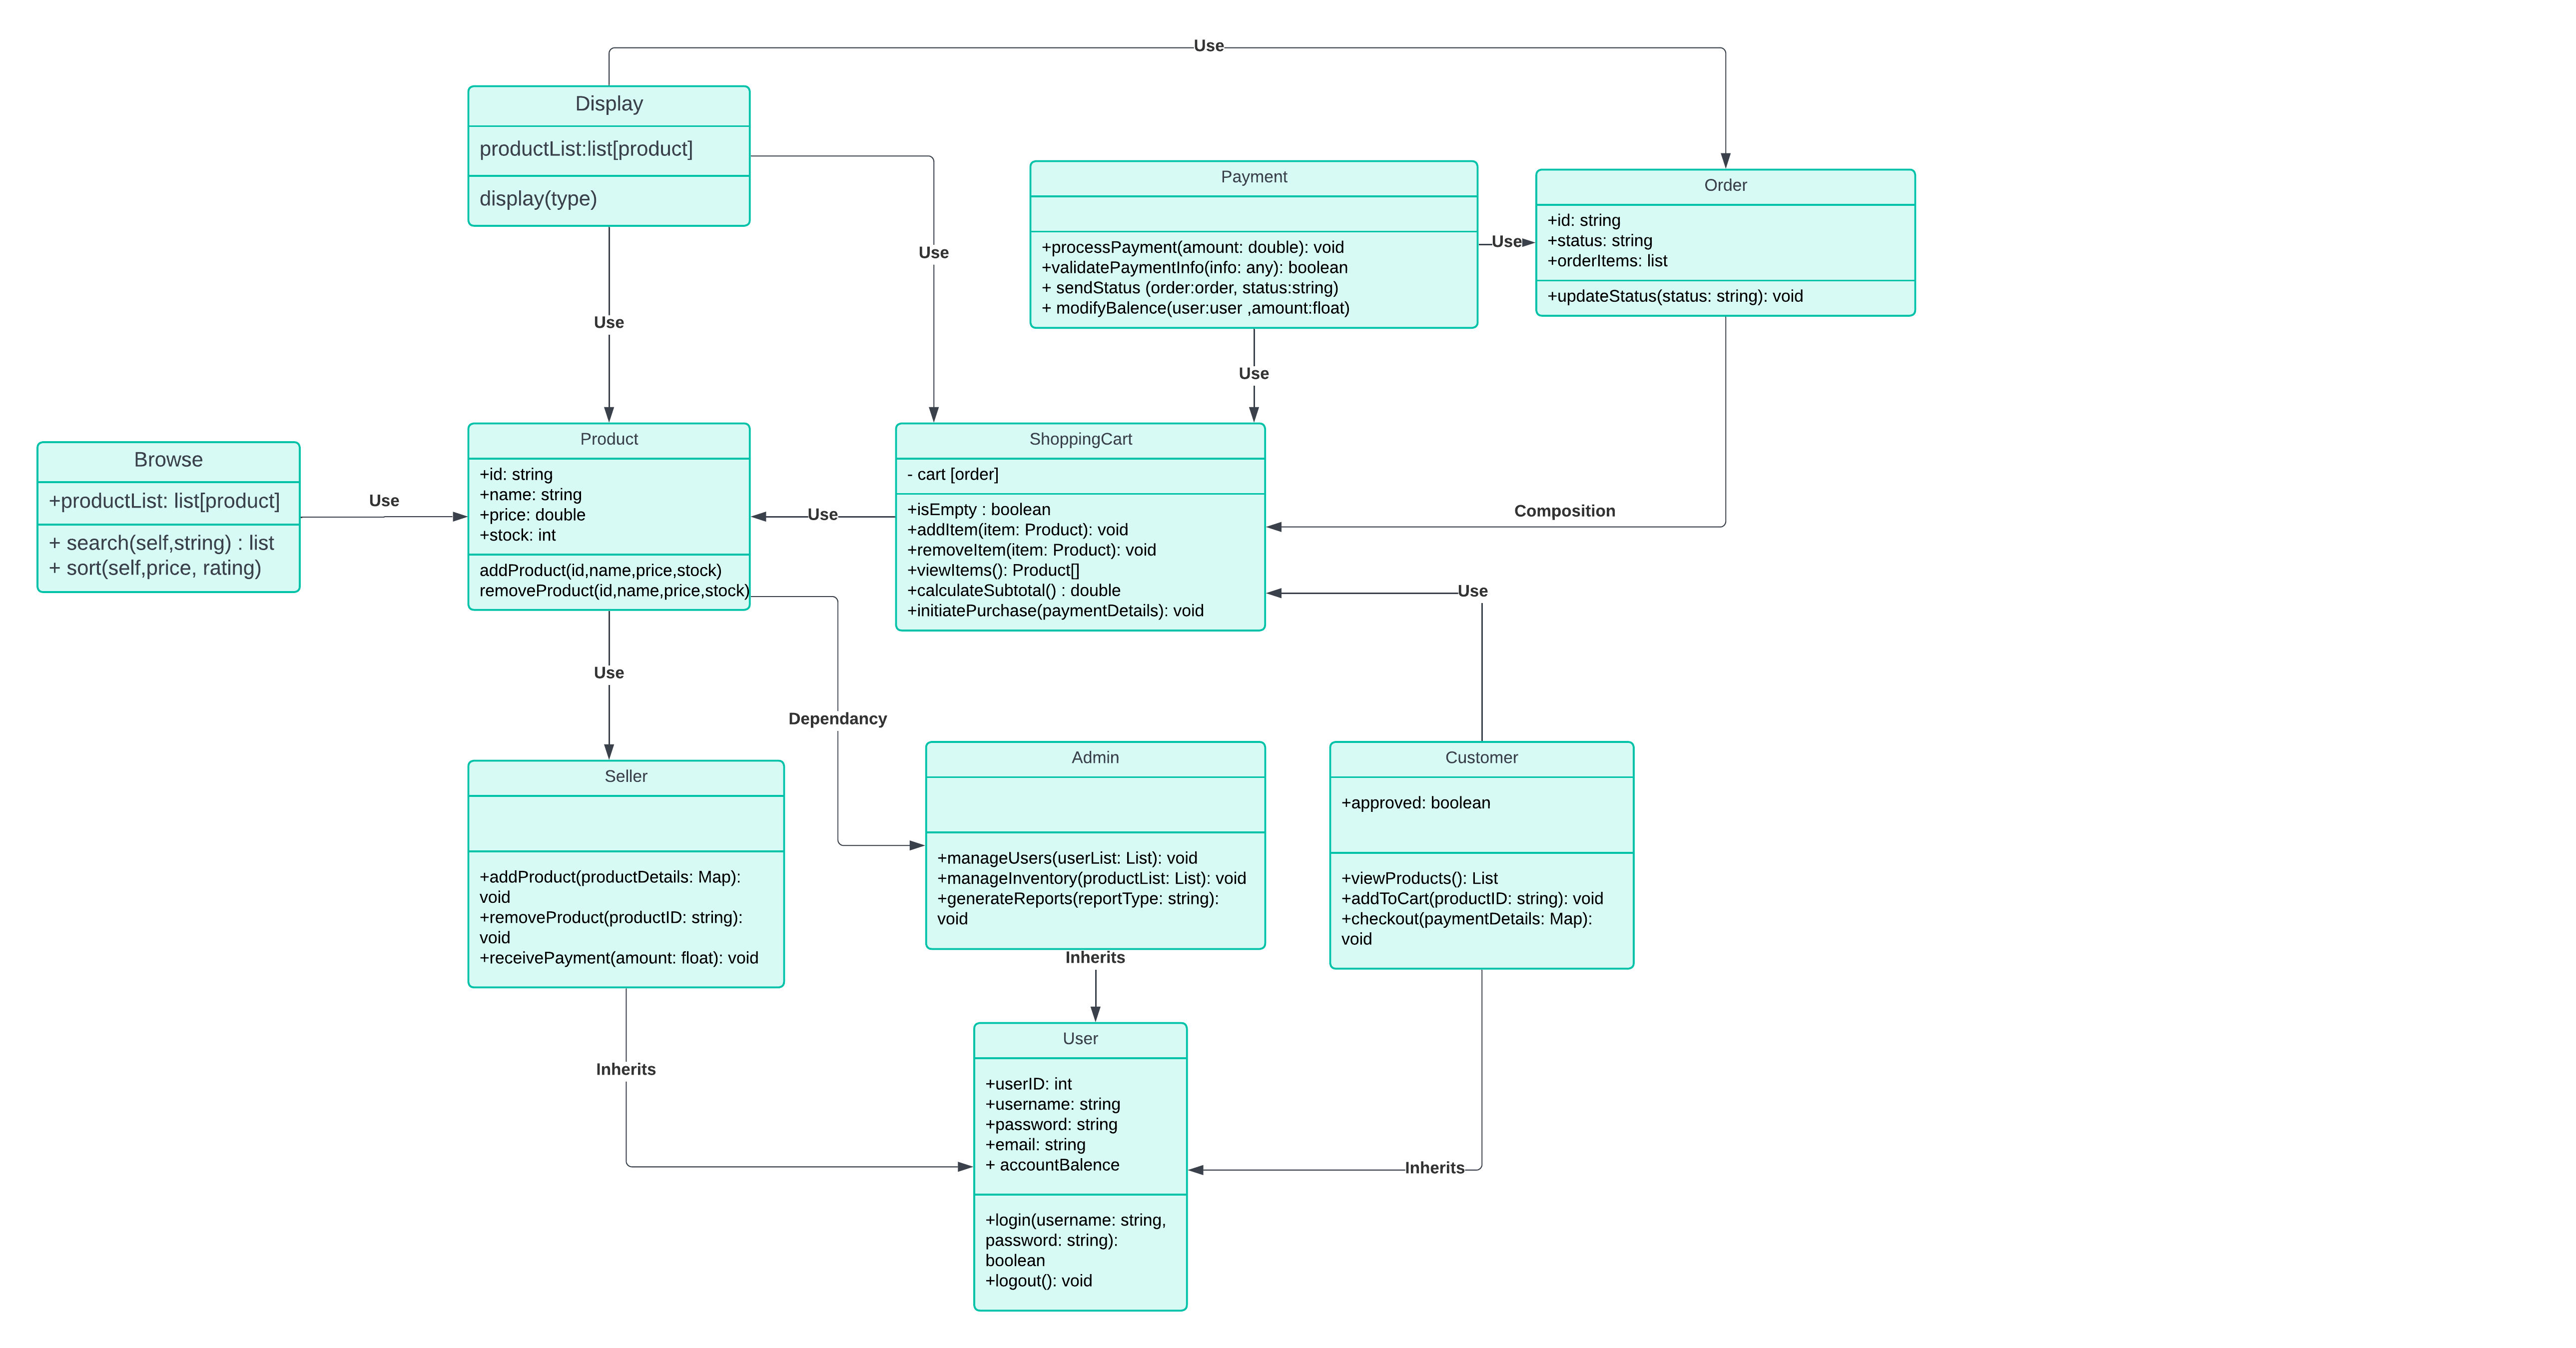 Use
Display
productList:list[product]
display(type)
Use
Use
Payment
+processPayment(amount: double): void
+validatePaymentInfo(info: any): boolean
+ sendStatus (order:order, status:string)
+ modifyBalence(user:user ,amount:float)
Use
Order
+id: string
+status: string
+orderItems: list
+updateStatus(status: string): void
Use
Composition
Browse
+productList: list[product]
+ search(self,string) : list
+ sort(self,price, rating)
Use
Product
+id: string
+name: string
+price: double
+stock: int
addProduct(id,name,price,stock)
removeProduct(id,name,price,stock)
Use
ShoppingCart
- cart [order]
+isEmpty : boolean
+addItem(item: Product): void
+removeItem(item: Product): void
+viewItems(): Product[]
+calculateSubtotal() : double
+initiatePurchase(paymentDetails): void
Use
Use
Dependancy
Seller
+addProduct(productDetails: Map):
void
+removeProduct(productID: string):
void
+receivePayment(amount: float): void
Admin
+manageUsers(userList: List): void
+manageInventory(productList: List): void
+generateReports(reportType: string):
void
Customer
+approved: boolean
+viewProducts(): List
+addToCart(productID: string): void
+checkout(paymentDetails: Map):
void
Inherits
Inherits
User
+userID: int
+username: string
+password: string
+email: string
+ accountBalence
+login(username: string,
password: string):
boolean
+logout(): void
Inherits